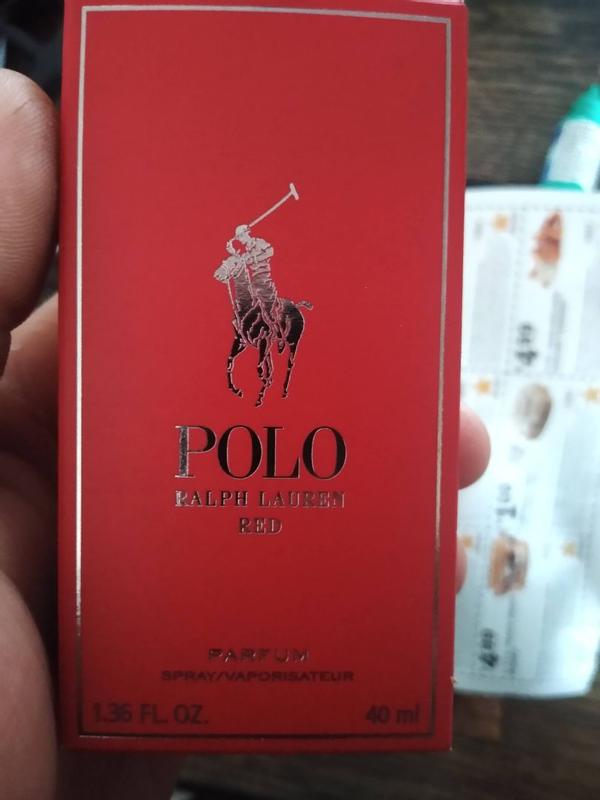 POLO
RALPH LAUREN
RED
PARFUM
SPRAY/VAPORISATEUR
1.36 FL. OZ. 40 ml